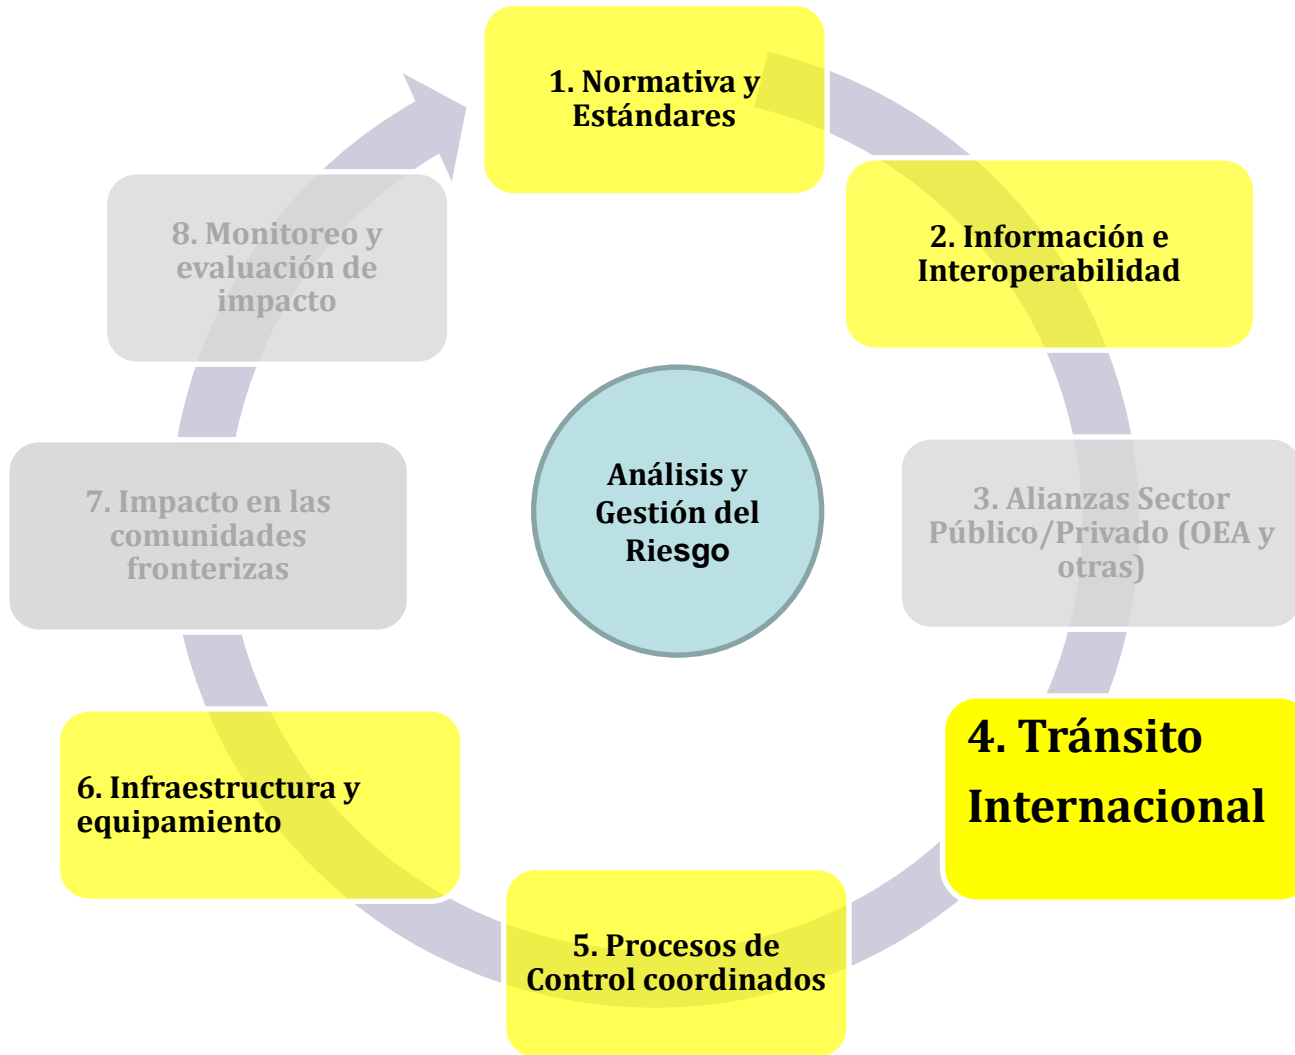 1. Normativa y
Estándares
2. Información e
Interoperabilidad
3. Alianzas Sector
Público/Privado (OEA y
otras)
4. Tránsito
Internacional
5. Procesos de
Control coordinados
6. Infraestructura y
equipamiento
7. Impacto en las
comunidades
fronterizas
8. Monitoreo y
evaluación de
impacto
Análisis y
Gestión del
Riesgo